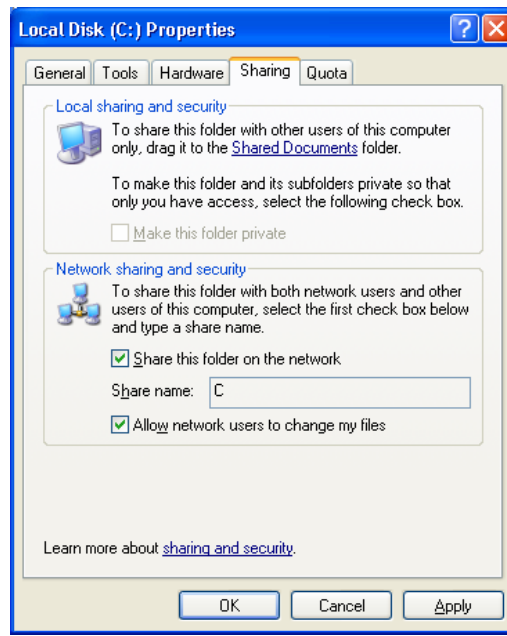 Local Disk (C:) Properties
General Tools Hardware Sharing Quota
Local sharing and security
To share this folder with other users of this computer
only, drag it to the Shared Documents folder.
To make this folder and its subfolders private so that
only you have access, select the following check box.
Make this folder private
Network sharing and security
To share this folder with both network users and other
users of this computer, select the first check box below
and type a share name.
Share this folder on the network
Share name: C
Allow network users to change my files
Learn more about sharing and security.
OK Cancel Apply